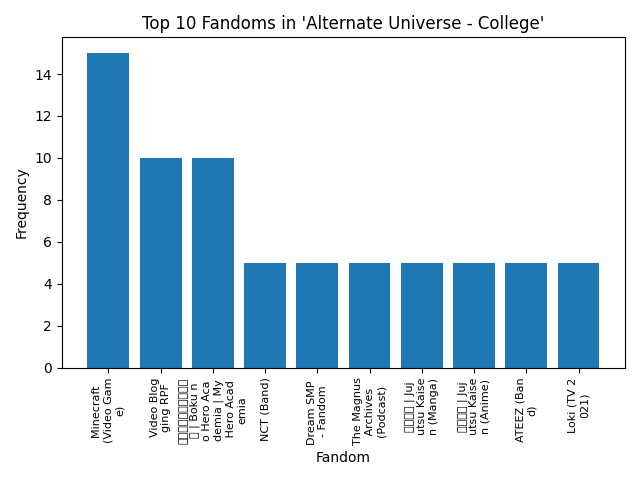 Top 10 Fandoms in 'Alternate Universe - College'
Frequency
14
12
10
8
6
4
2
0
Minecraft
(Video Gam
e)
Video Blog
ging RPF
| Boku n
o Hero Aca
demia | My
Hero Acad
emia
NCT (Band)
Dream SMP
- Fandom
The Magnus
Archives
(Podcast)
| Juj
utsu Kaise
n (Manga)
| Juj
utsu Kaise
n (Anime)
ATEEZ (Ban
d)
Loki (TV 2
021)
Fandom